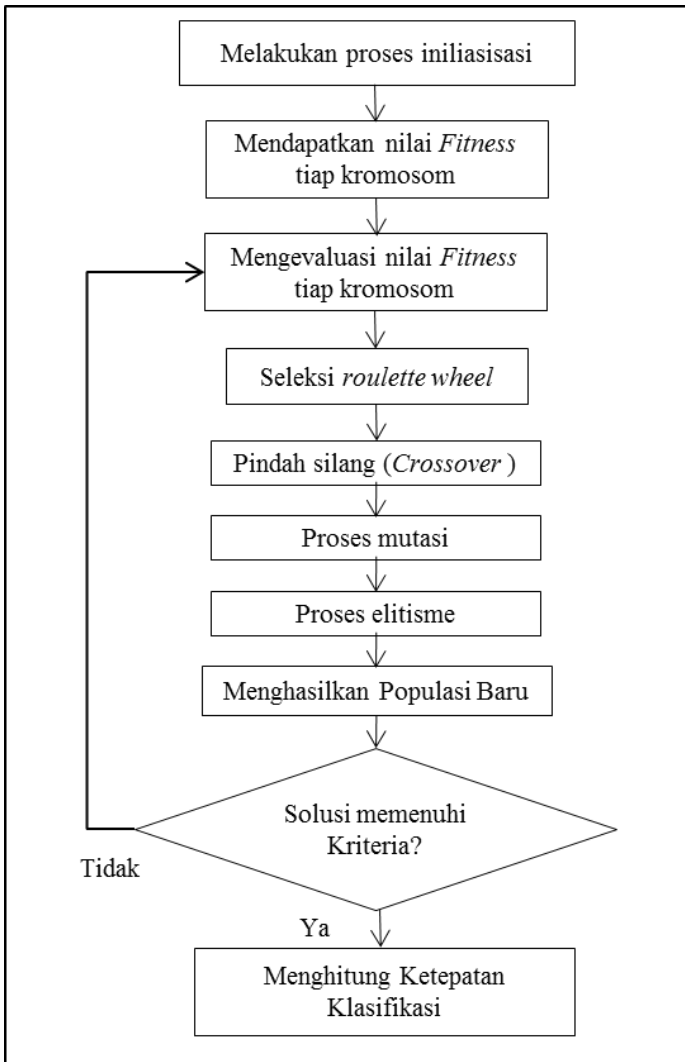 Melakukan proses iniliasisasi
Mendapatkan nilai Fitness
tiap kromosom
Mengevaluasi nilai Fitness
tiap kromosom
Seleksi roulette wheel
Pindah silang (Crossover )
Proses mutasi
Proses elitisme
Menghasilkan Populasi Baru
Solusi memenuhi
Kriteria?
Tidak
Ya
Menghitung Ketepatan
Klasifikasi